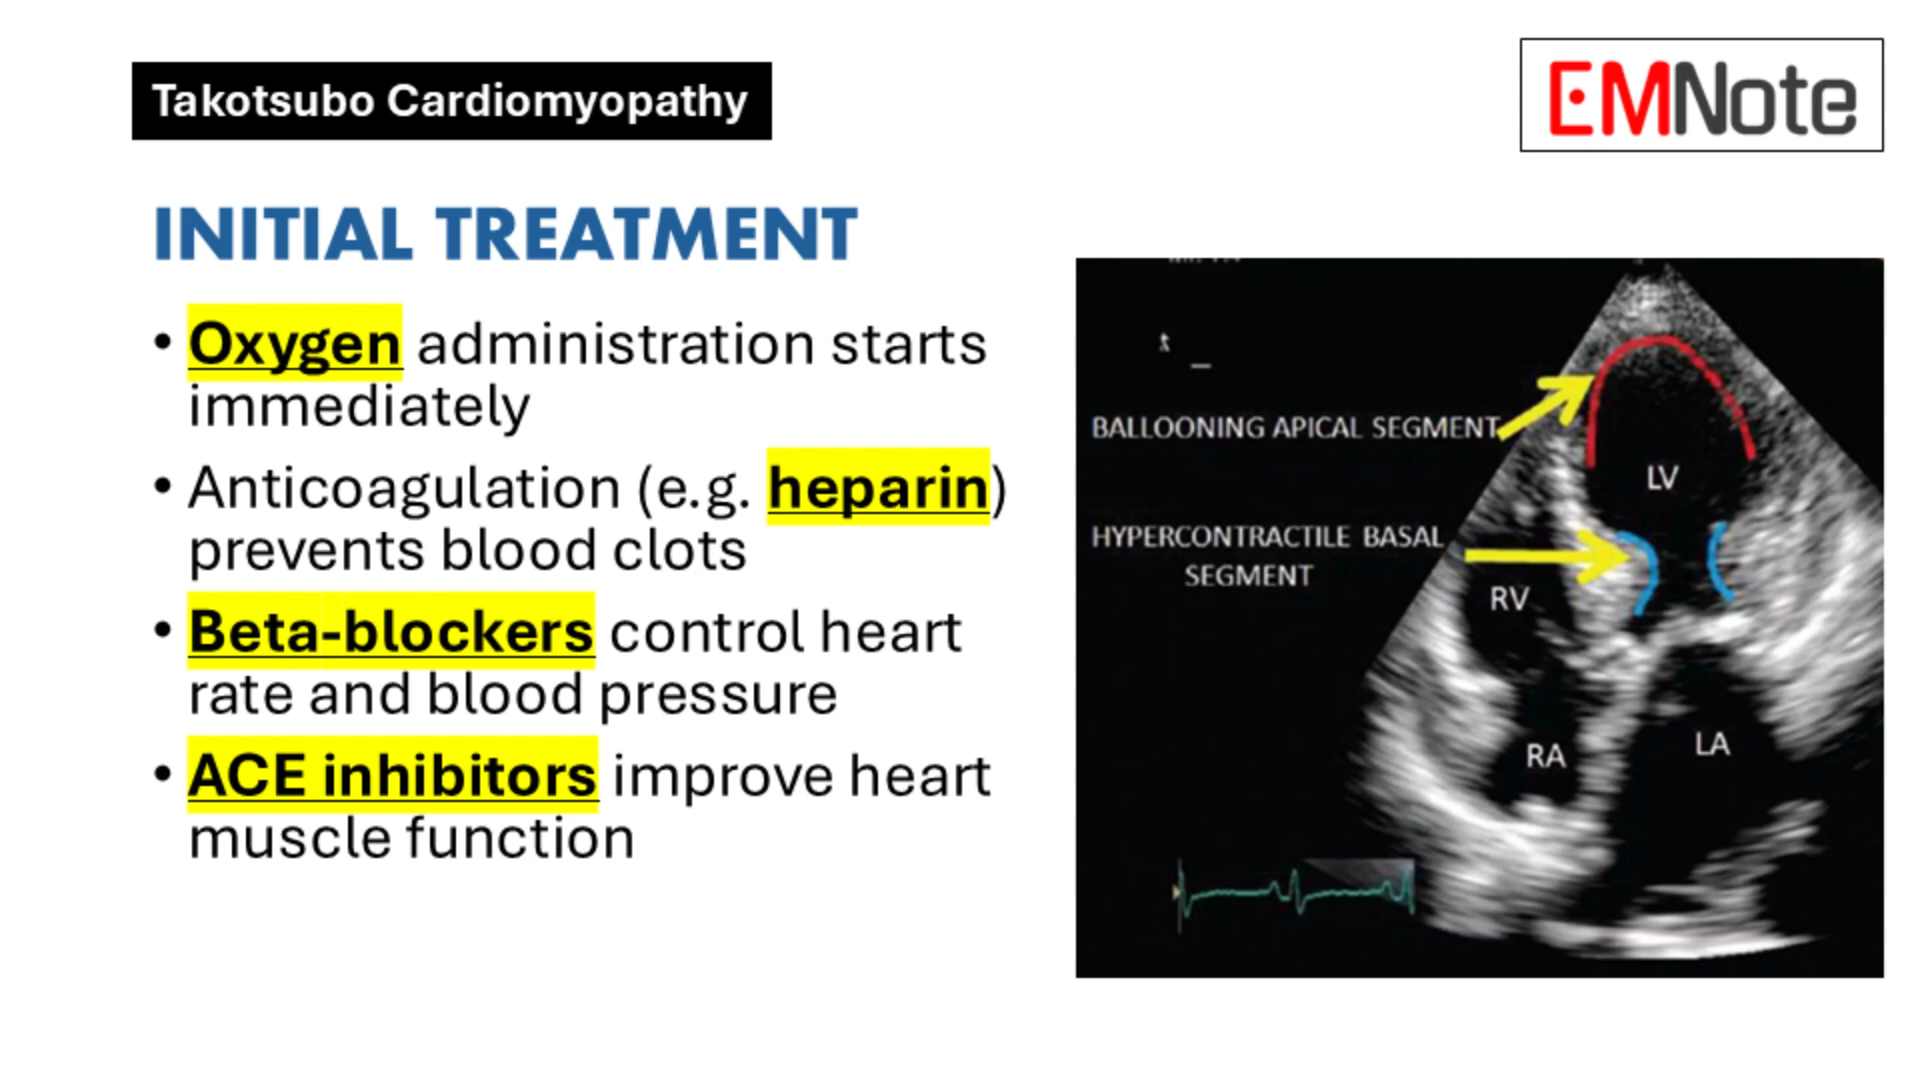 Takotsubo Cardiomyopathy
EMNote
INITIAL TREATMENT
• Oxygen administration starts
immediately
• Anticoagulation (e.g. heparin)
prevents blood clots
• Beta-blockers control heart
rate and blood pressure
• ACE inhibitors improve heart
muscle function
BALLOONING APICAL SEGMENT
LV
HYPERCONTRACTILE BASAL
SEGMENT
RV
RA
LA